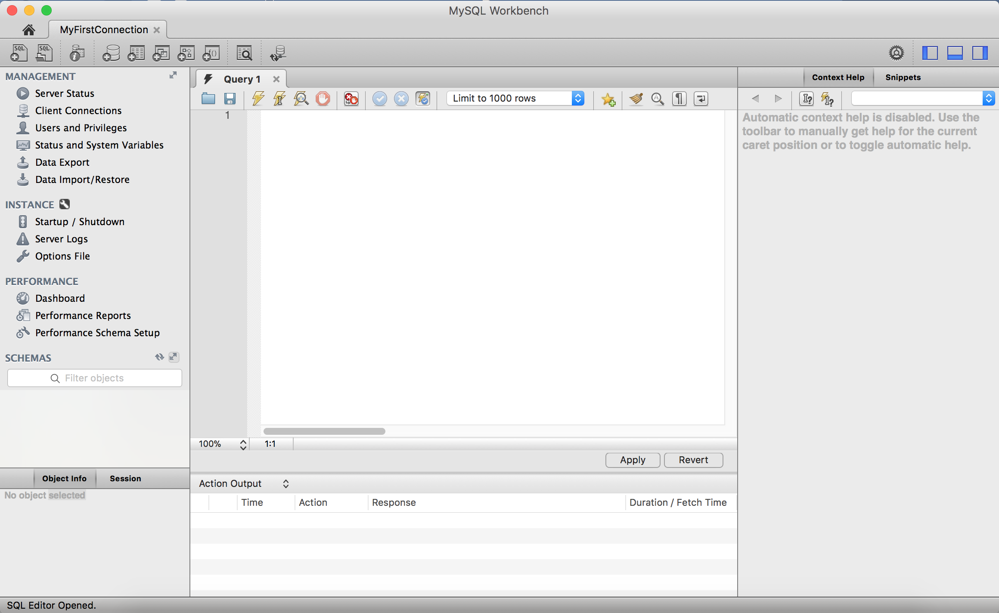 MySQL Workbench
MyFirstConnection
SQL
SQL
f()
MANAGEMENT
Server Status
Client Connections
Users and Privileges
Status and System Variables
Data Export
Data Import/Restore
INSTANCE
Startup / Shutdown
Server Logs
Options File
PERFORMANCE
Dashboard
Performance Reports
Performance Schema Setup
SCHEMAS
Filter objects
Object Info
Session
No object selected
Query 1
Limit to 1000 rows
1
100%
1:1
Apply
Revert
Action Output
Time
Action
Response
Duration / Fetch Time
Context Help
Snippets
Automatic context help is disabled. Use the
toolbar to manually get help for the current
caret position or to toggle automatic help.
SQL Editor Opened.